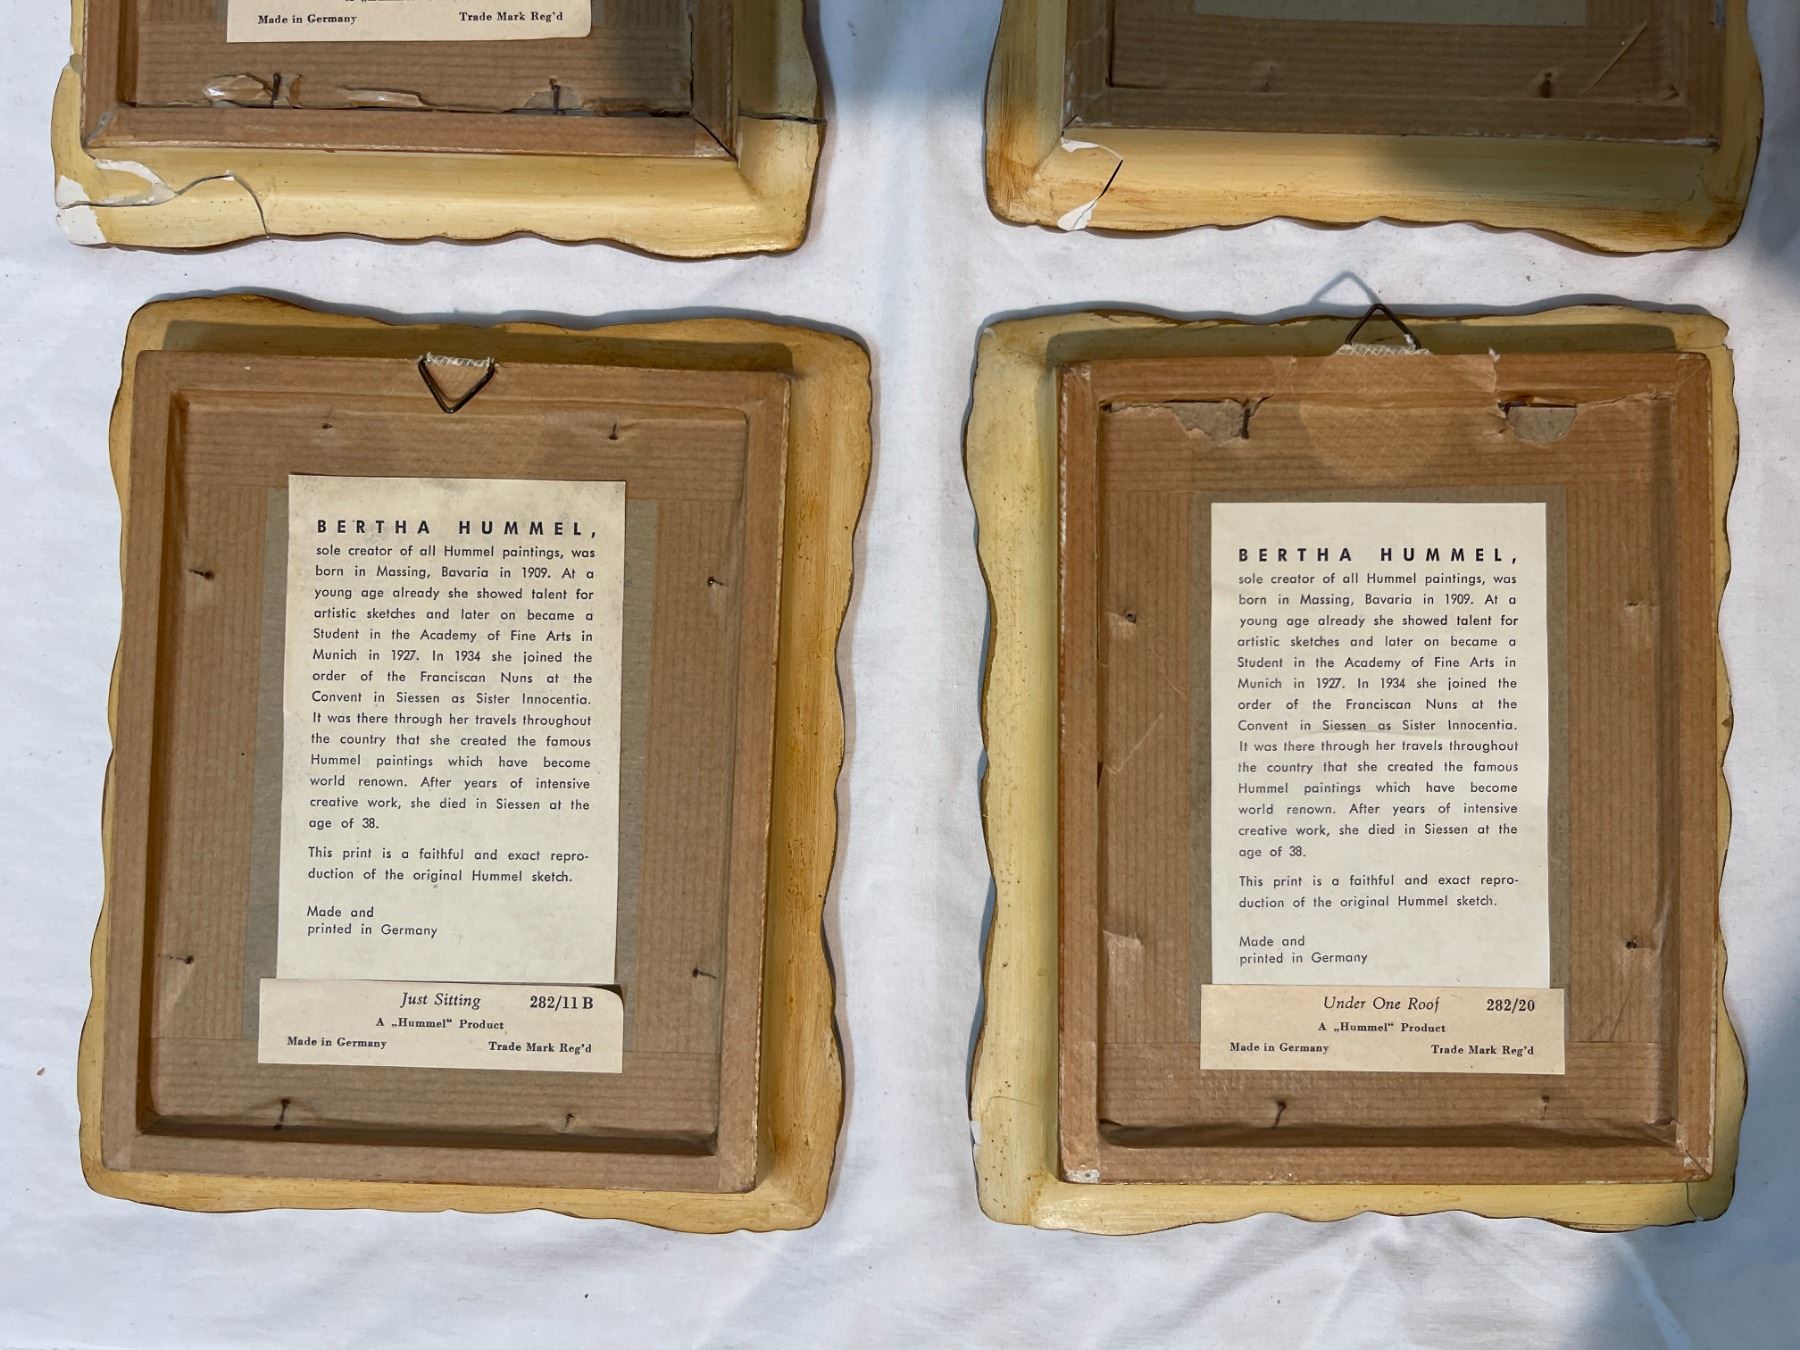 Made in Germany Trade Mark Reg'd
BERTHA HUMMEL,
sole creator of all Hummel paintings, was
born in Massing, Bavaria in 1909. At a
young age already she showed talent for
artistic sketches and later on became a
Student in the Academy of Fine Arts in
Munich in 1927. In 1934 she joined the
order of the Franciscan Nuns at the
Convent in Siessen as Sister Innocentia.
It was there through her travels throughout
the country that she created the famous
Hummel paintings which have become
world renown. After years of intensive
creative work, she died in Siessen at the
age of 38.
This print is a faithful and exact repro-
duction of the original Hummel sketch.
Made and
printed in Germany
Just Sitting 282/11 B
A „Hummel“ Product
Made in Germany Trade Mark Reg'd
BERTHA HUMMEL,
sole creator of all Hummel paintings, was
born in Massing, Bavaria in 1909. At a
young age already she showed talent for
artistic sketches and later on became a
Student in the Academy of Fine Arts in
Munich in 1927. In 1934 she joined the
order of the Franciscan Nuns at the
Convent in Siessen as Sister Innocentia.
It was there through her travels throughout
the country that she created the famous
Hummel paintings which have become
world renown. After years of intensive
creative work, she died in Siessen at the
age of 38.
This print is a faithful and exact repro-
duction of the original Hummel sketch.
Made and
printed in Germany
Under One Roof 282/20
A „Hummel“ Product
Made in Germany Trade Mark Reg'd